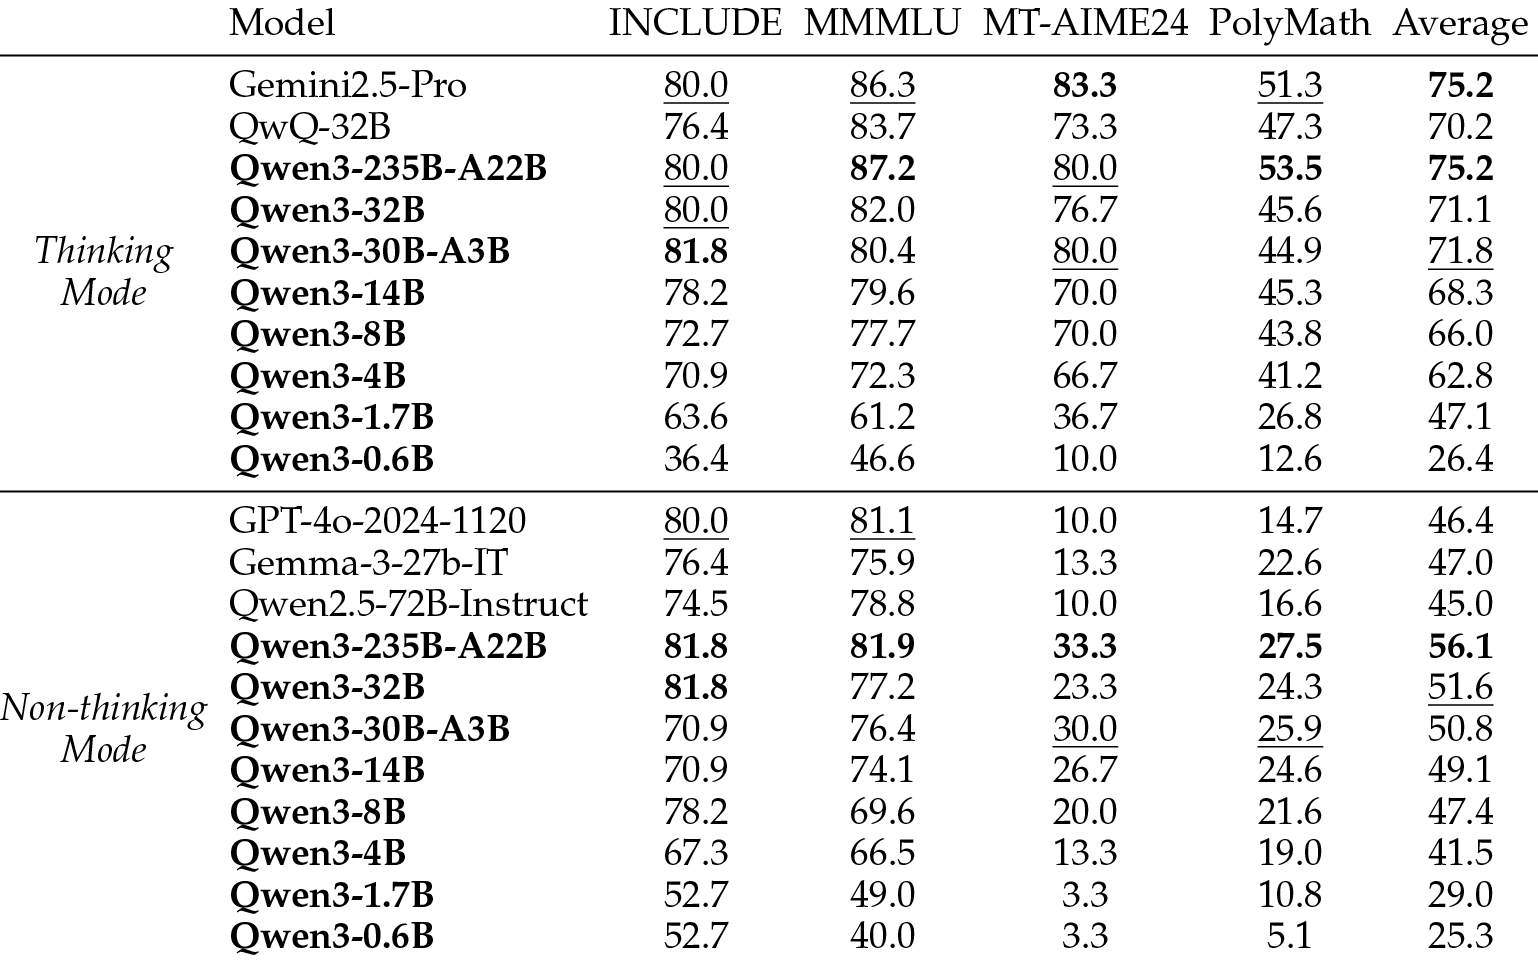 Model INCLUDE MMMLU MT-AIME24 PolyMath Average
Gemini2.5-Pro 80.0 86.3 83.3 51.3 75.2
QwQ-32B 76.4 83.7 73.3 47.3 70.2
Qwen3-235B-A22B 80.0 87.2 80.0 53.5 75.2
Qwen3-32B 80.0 82.0 76.7 45.6 71.1
Thinking Qwen3-30B-A3B 81.8 80.4 80.0 44.9 71.8
Mode Qwen3-14B 78.2 79.6 70.0 45.3 68.3
Qwen3-8B 72.7 77.7 70.0 43.8 66.0
Qwen3-4B 70.9 72.3 66.7 41.2 62.8
Qwen3-1.7B 63.6 61.2 36.7 26.8 47.1
Qwen3-0.6B 36.4 46.6 10.0 12.6 26.4
GPT-4o-2024-1120 80.0 81.1 10.0 14.7 46.4
Gemma-3-27b-IT 76.4 75.9 13.3 22.6 47.0
Qwen2.5-72B-Instruct 74.5 78.8 10.0 16.6 45.0
Qwen3-235B-A22B 81.8 81.9 33.3 27.5 56.1
Qwen3-32B 81.8 77.2 23.3 24.3 51.6
Non-thinking Qwen3-30B-A3B 70.9 76.4 30.0 25.9 50.8
Mode Qwen3-14B 70.9 74.1 26.7 24.6 49.1
Qwen3-8B 78.2 69.6 20.0 21.6 47.4
Qwen3-4B 67.3 66.5 13.3 19.0 41.5
Qwen3-1.7B 52.7 49.0 3.3 10.8 29.0
Qwen3-0.6B 52.7 40.0 3.3 5.1 25.3